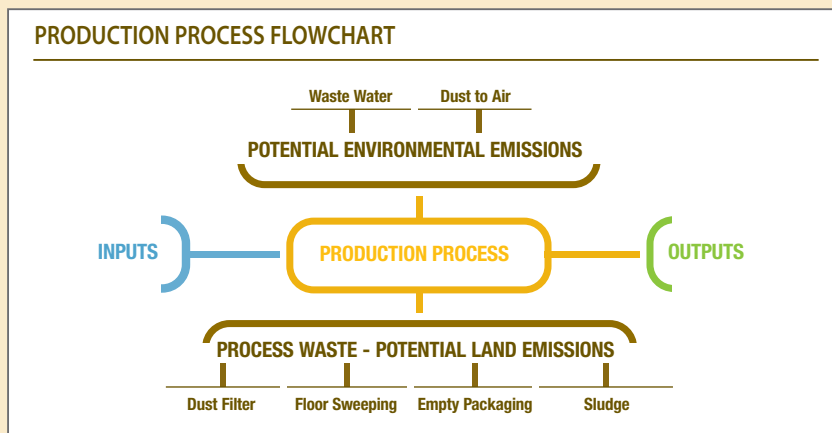 PRODUCTION PROCESS FLOWCHART
Waste Water
Dust to Air
POTENTIAL ENVIRONMENTAL EMISSIONS
INPUTS
PRODUCTION PROCESS
OUTPUTS
PROCESS WASTE - POTENTIAL LAND EMISSIONS
Dust Filter
Floor Sweeping
Empty Packaging
Sludge